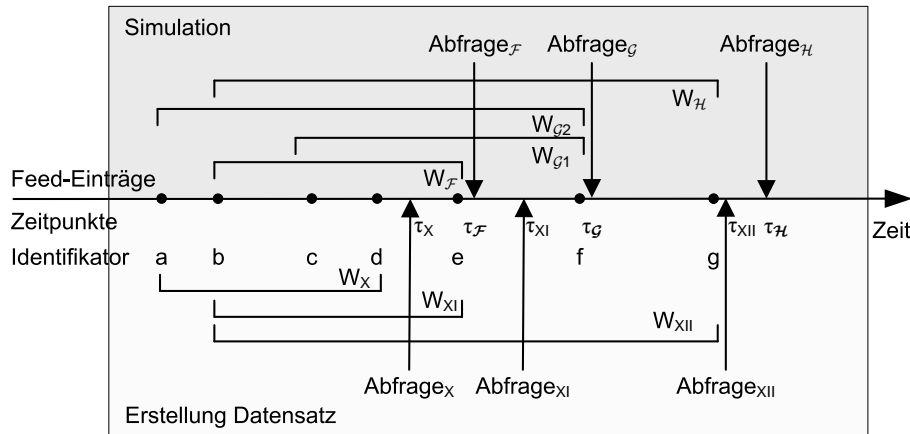 Simulation
Abfrage𝓕 Abfrage𝓖 Abfrage𝓗
W𝓗
W𝓖2
W𝓖1
W𝓕
Feed-Einträge
Zeitpunkte τX τ𝓕 τXI τ𝓖 τXII τ𝓗 Zeit
Identifikator a b c d e f g
WX
WXI
WXII
AbfrageX AbfrageXI AbfrageXII
Erstellung Datensatz